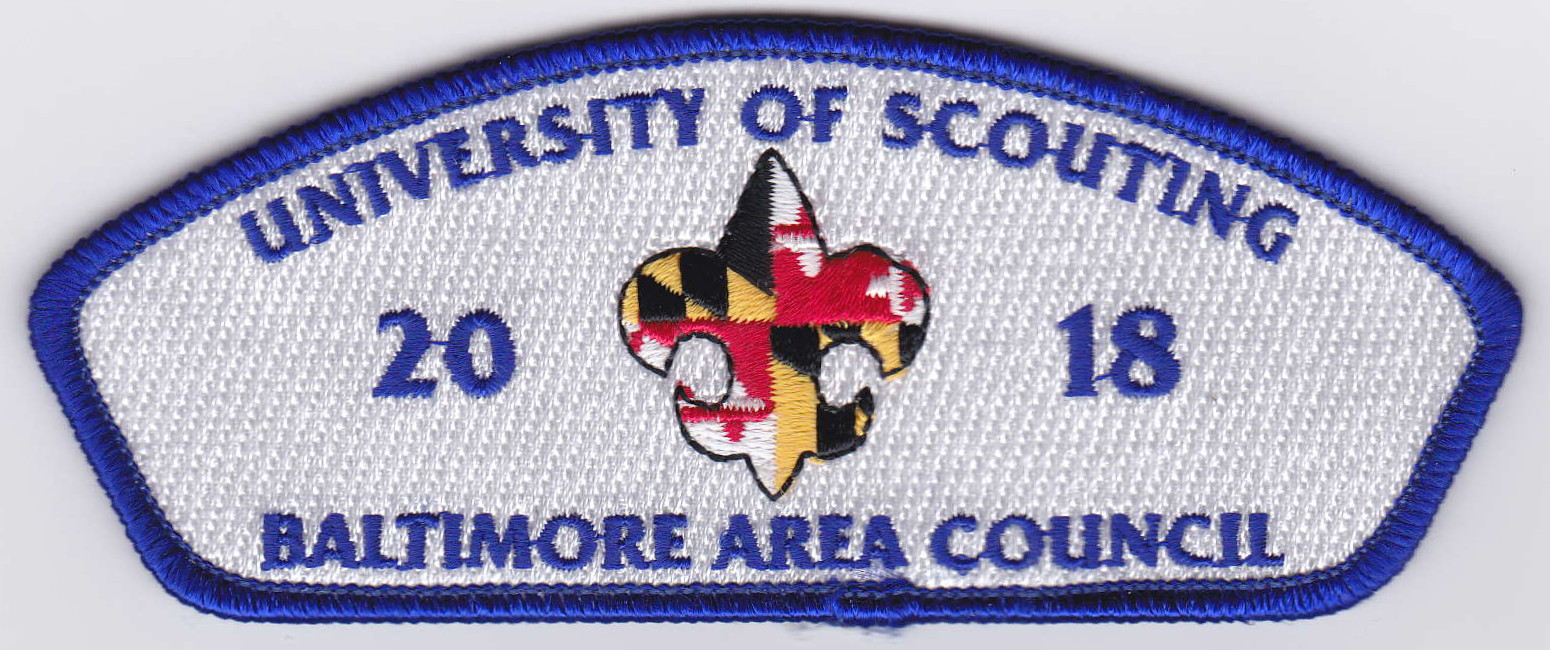 UNIVERSITY OF SCOUTING
20 18
BALTIMORE AREA COUNCIL